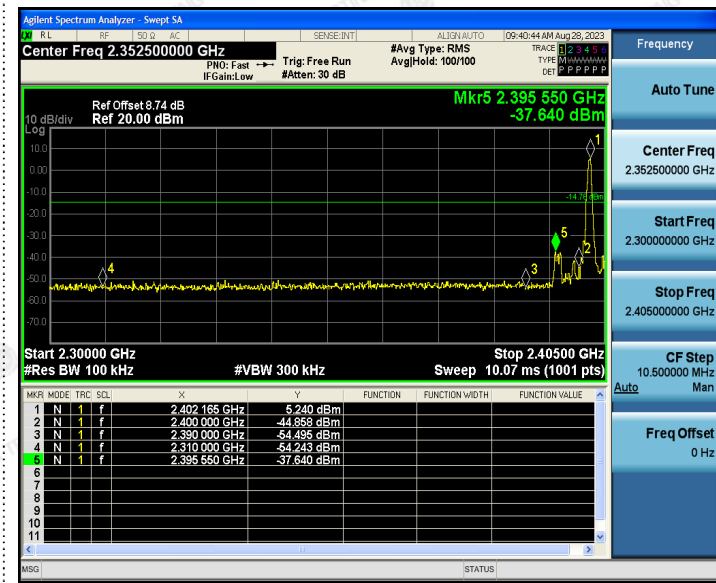 Agilent Spectrum Analyzer - Swept SA
RL RF 50 Ω AC SENSE:INT ALIGN AUTO 09:40:44 AM Aug 28, 2023
Center Freq 2.352500000 GHz
#Avg Type: RMS
TRACE 1 2 3 4 5 6
PNO: Fast Trig: Free Run Avg|Hold: 100/100 TYPE M
IFGain:Low #Atten: 30 dB DET P P P P P P
Ref Offset 8.74 dB
10 dB/div Ref 20.00 dBm
Log
Mkr5 2.395 550 GHz
-37.640 dBm
10.0
0.00
-10.0
-20.0
-30.0
-40.0
-50.0
-60.0
-70.0
1
-14.76 dBm
5
2
3
4
Start 2.30000 GHz Stop 2.40500 GHz
#Res BW 100 kHz #VBW 300 kHz Sweep 10.07 ms (1001 pts)
MKR MODE TRC SCL X Y FUNCTION FUNCTION WIDTH FUNCTION VALUE
1 N 1 f 2.402 165 GHz 5.240 dBm
2 N 1 f 2.400 000 GHz -44.858 dBm
3 N 1 f 2.390 000 GHz -54.495 dBm
4 N 1 f 2.310 000 GHz -54.243 dBm
5 N 1 f 2.395 550 GHz -37.640 dBm
6
7
8
9
10
11
MSG STATUS
Frequency
Auto Tune
Center Freq
2.352500000 GHz
Start Freq
2.300000000 GHz
Stop Freq
2.405000000 GHz
CF Step
10.500000 MHz
Auto Man
Freq Offset
0 Hz